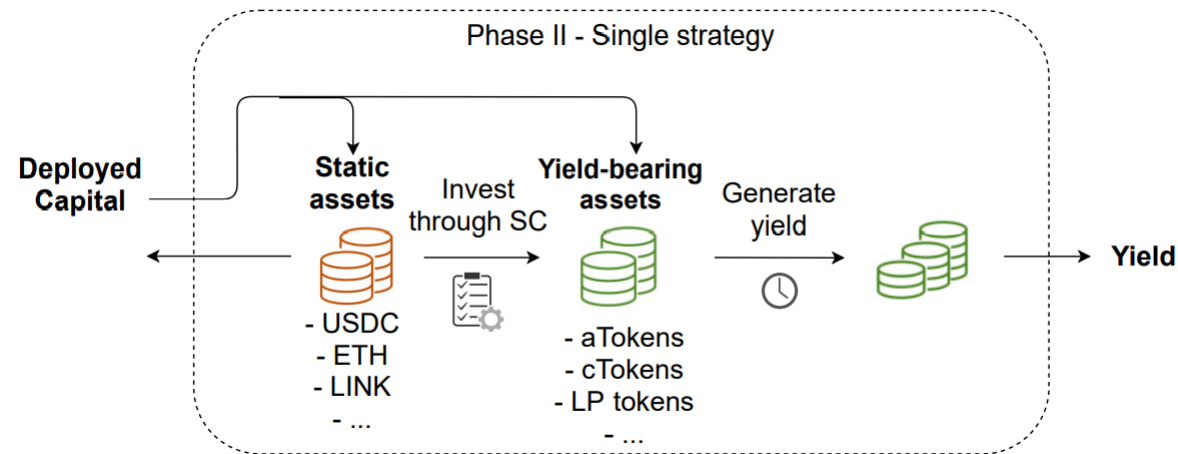 Phase II - Single strategy
Deployed
Capital
Static
assets
Invest
through SC
Yield-bearing
assets
Generate
yield
Yield
- USDC
- ETH
- LINK
- ...
- aTokens
- cTokens
- LP tokens
- ...